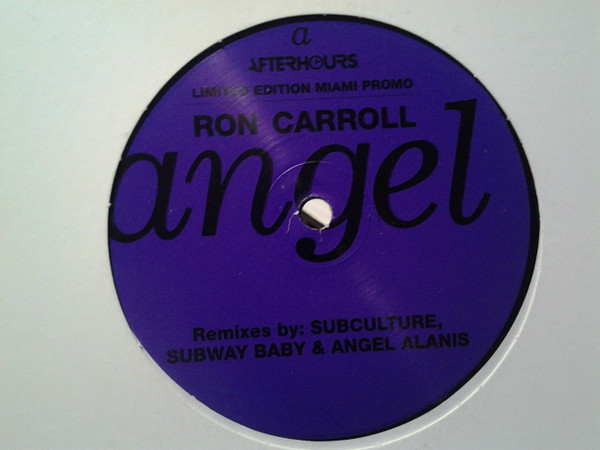 a
AFTERHOURS
LIMITED EDITION MIAMI PROMO
RON CARROLL
angel
Remixes by: SUBCULTURE,
SUBWAY BABY & ANGEL ALANIS